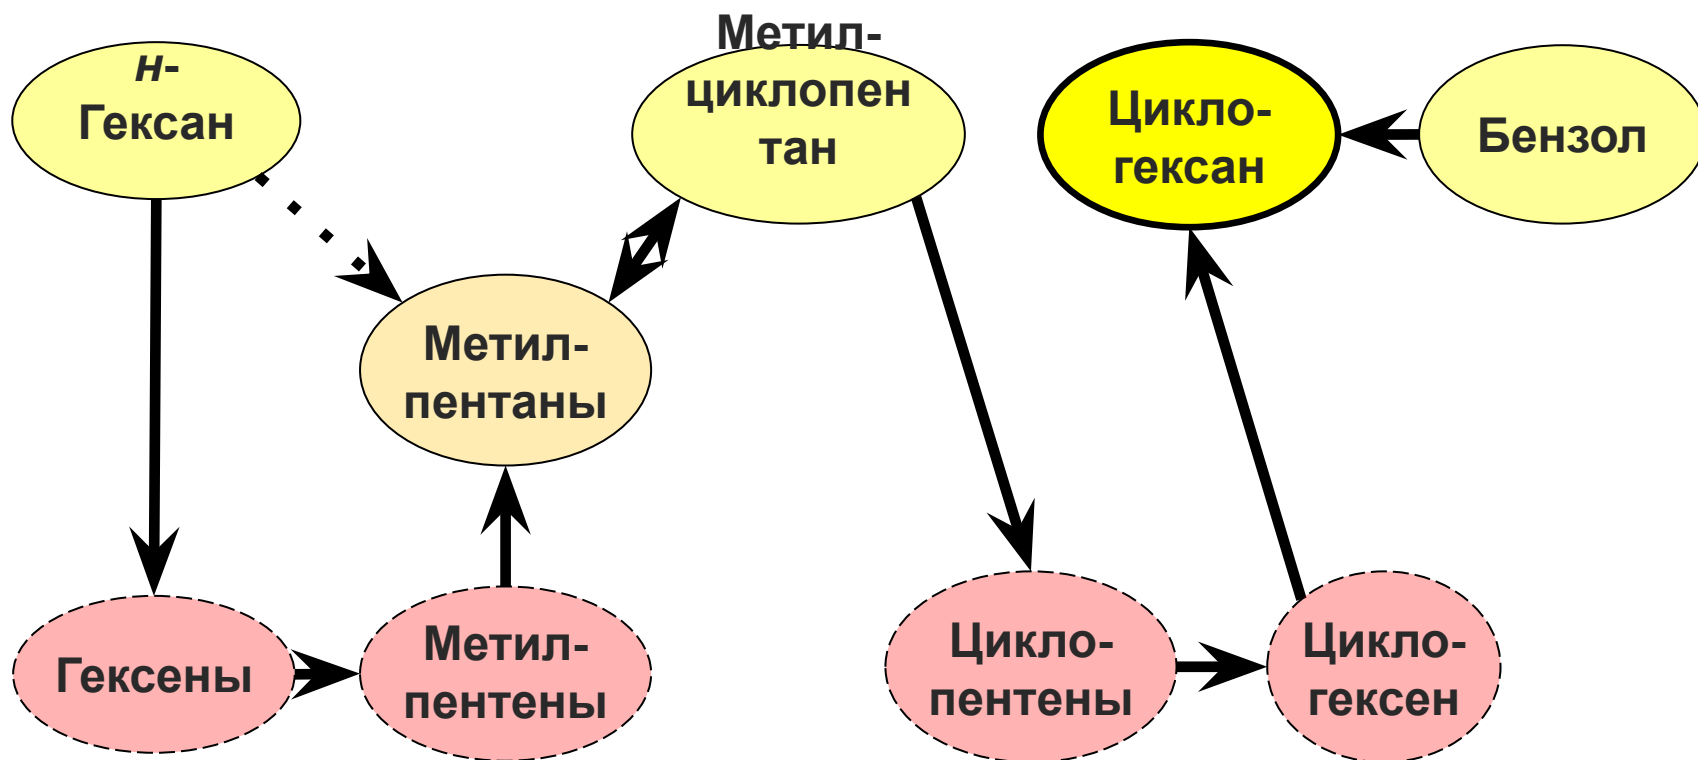 н-
Гексан
Метил-
циклопен
тан
Цикло-
гексан
Бензол
Метил-
пентаны
Гексены
Метил-
пентены
Цикло-
пентены
Цикло-
гексен